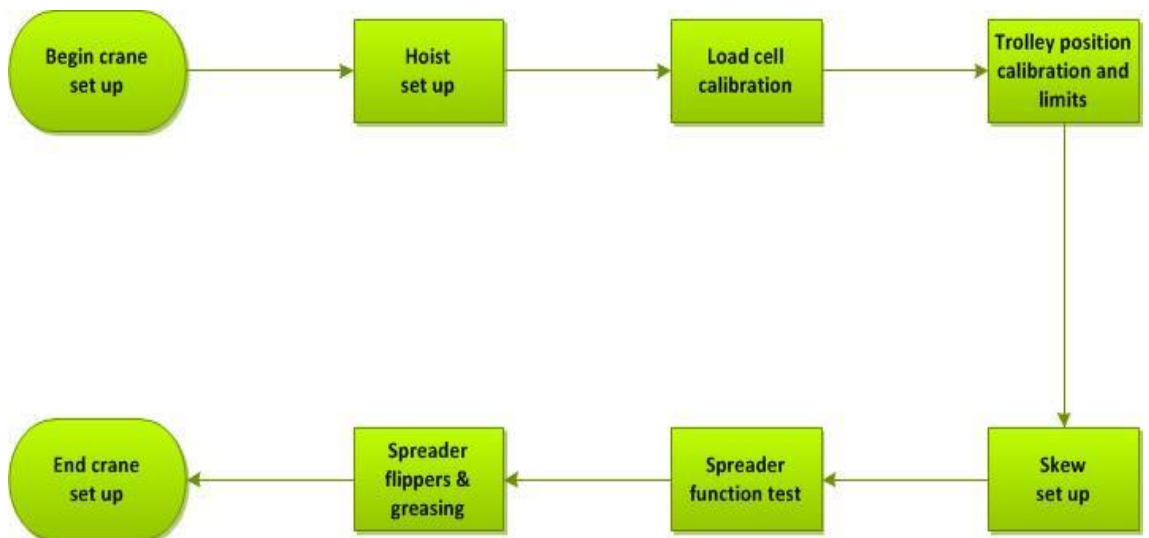 Begin crane
set up
Hoist
set up
Load cell
calibration
Trolley position
calibration and
limits
Skew
set up
Spreader
function test
Spreader
flippers &
greasing
End crane
set up